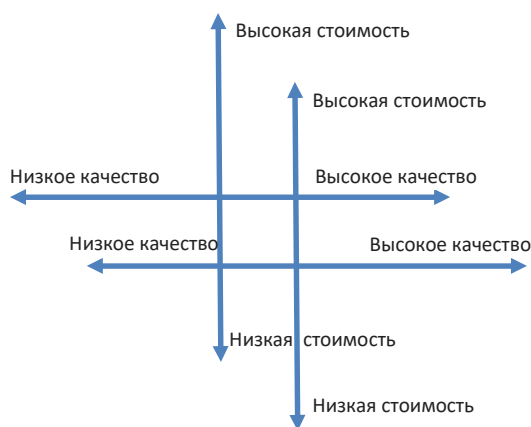 Высокая стоимость
Высокая стоимость
Низкое качество
Высокое качество
Низкое качество
Высокое качество
Низкая стоимость
Низкая стоимость